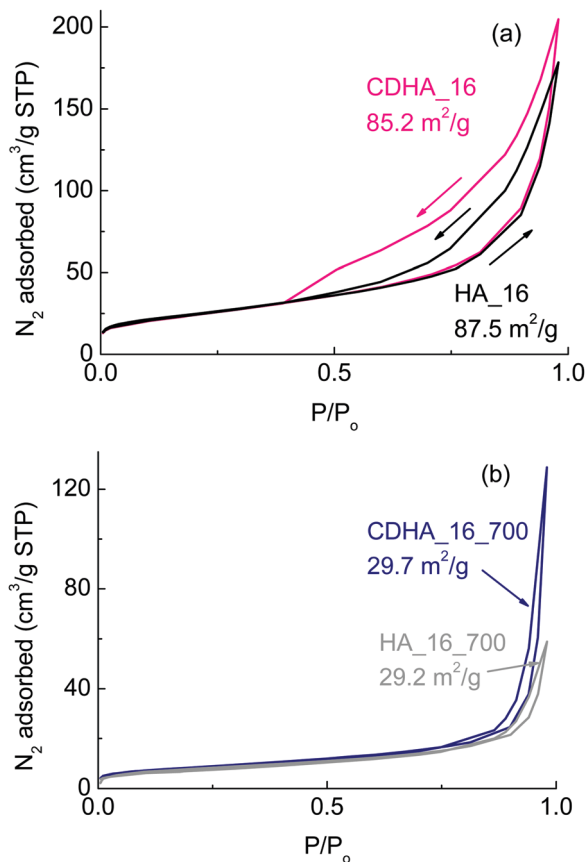 (a)
200
150
100
50
0
N₂ adsorbed (cm³/g STP)
CDHA_16
85.2 m²/g
HA_16
87.5 m²/g
0.0
0.5
1.0
P/Pₒ
(b)
120
80
40
0
N₂ adsorbed (cm³/g STP)
CDHA_16_700
29.7 m²/g
HA_16_700
29.2 m²/g
0.0
0.5
1.0
P/Pₒ